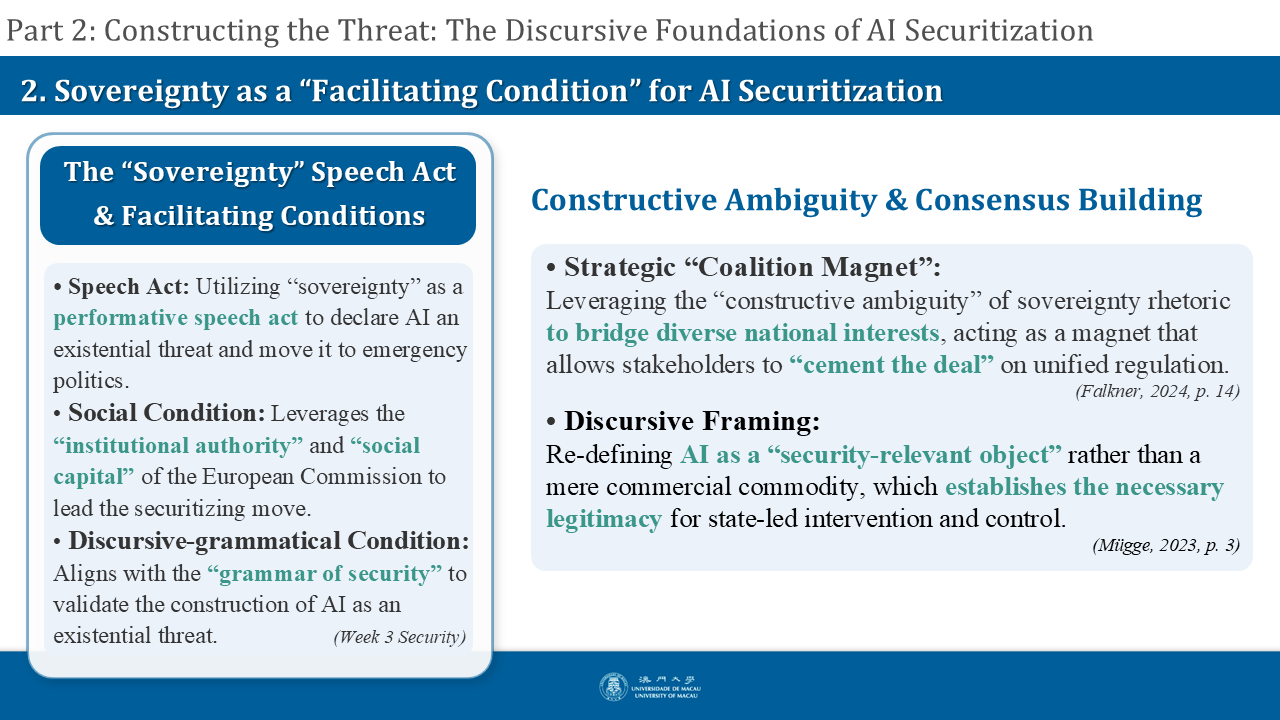 Part 2: Constructing the Threat: The Discursive Foundations of AI Securitization
2. Sovereignty as a “Facilitating Condition” for AI Securitization
The “Sovereignty” Speech Act
& Facilitating Conditions
• Speech Act: Utilizing “sovereignty” as a
performative speech act to declare AI an
existential threat and move it to emergency
politics.
• Social Condition: Leverages the
“institutional authority” and “social
capital” of the European Commission to
lead the securitizing move.
• Discursive-grammatical Condition:
Aligns with the “grammar of security” to
validate the construction of AI as an
existential threat.
(Week 3 Security)
Constructive Ambiguity & Consensus Building
• Strategic “Coalition Magnet”:
Leveraging the “constructive ambiguity” of sovereignty rhetoric
to bridge diverse national interests, acting as a magnet that
allows stakeholders to “cement the deal” on unified regulation.
(Falkner, 2024, p. 14)
• Discursive Framing:
Re-defining AI as a “security-relevant object” rather than a
mere commercial commodity, which establishes the necessary
legitimacy for state-led intervention and control.
(Mügge, 2023, p. 3)
澳門大學
UNIVERSIDADE DE MACAU
UNIVERSITY OF MACAU